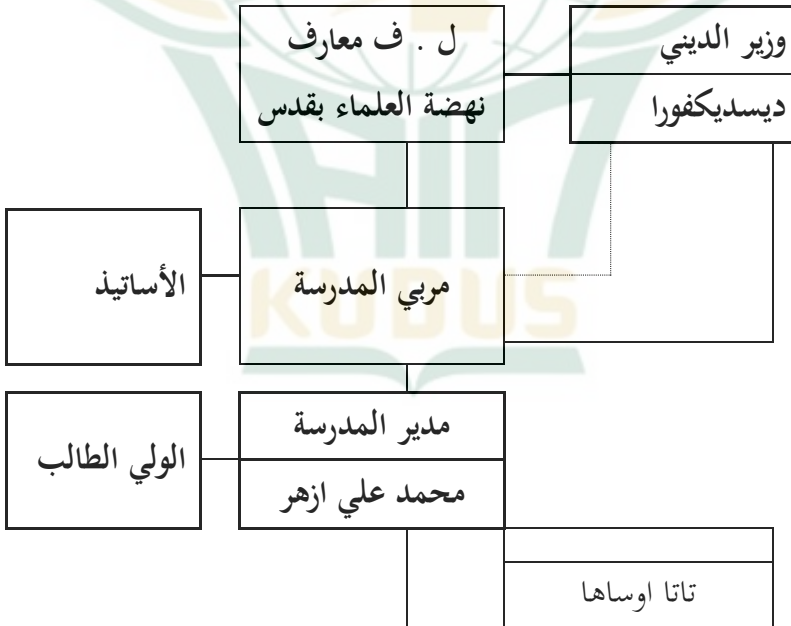 وزير الديني
ديسديكفورا
ل . ف معارف
نهضة العلماء بقدس
مربي المدرسة
الأساتيذ
مدير المدرسة
محمد علي ازهر
الولي الطالب
تاتا اوساها
KUDUS